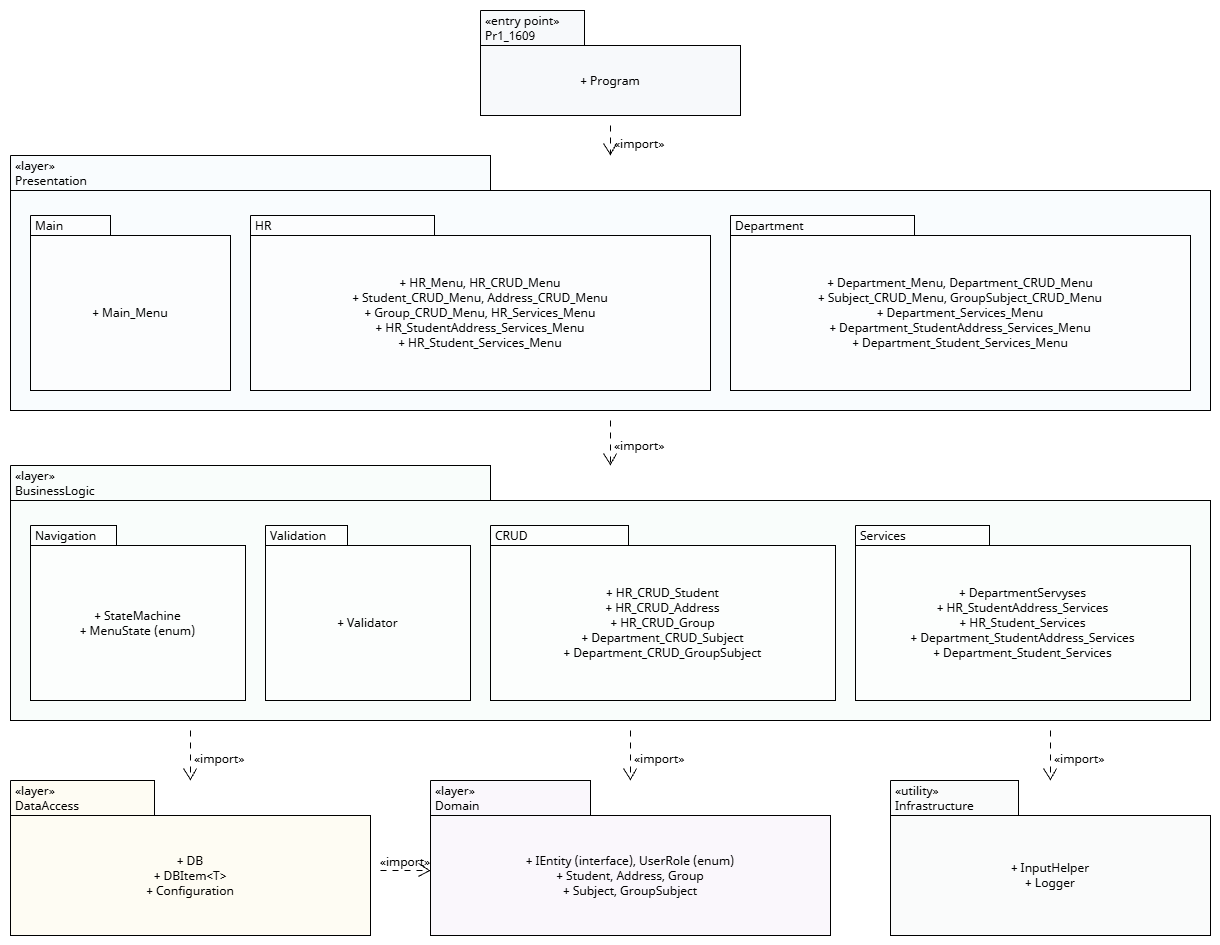 «entry point»
Pr1_1609
+ Program
«import»
«layer»
Presentation
Main
+ Main_Menu
HR
+ HR_Menu, HR_CRUD_Menu
+ Student_CRUD_Menu, Address_CRUD_Menu
+ Group_CRUD_Menu, HR_Services_Menu
+ HR_StudentAddress_Services_Menu
+ HR_Student_Services_Menu
Department
+ Department_Menu, Department_CRUD_Menu
+ Subject_CRUD_Menu, GroupSubject_CRUD_Menu
+ Department_Services_Menu
+ Department_StudentAddress_Services_Menu
+ Department_Student_Services_Menu
«import»
«layer»
BusinessLogic
Navigation
+ StateMachine
+ MenuState (enum)
Validation
+ Validator
CRUD
+ HR_CRUD_Student
+ HR_CRUD_Address
+ HR_CRUD_Group
+ Department_CRUD_Subject
+ Department_CRUD_GroupSubject
Services
+ DepartmentServyses
+ HR_StudentAddress_Services
+ HR_Student_Services
+ Department_StudentAddress_Services
+ Department_Student_Services
«import»
«import»
«import»
«layer»
DataAccess
+ DB
+ DBItem<T>
+ Configuration
«import»
«layer»
Domain
+ IEntity (interface), UserRole (enum)
+ Student, Address, Group
+ Subject, GroupSubject
«utility»
Infrastructure
+ InputHelper
+ Logger